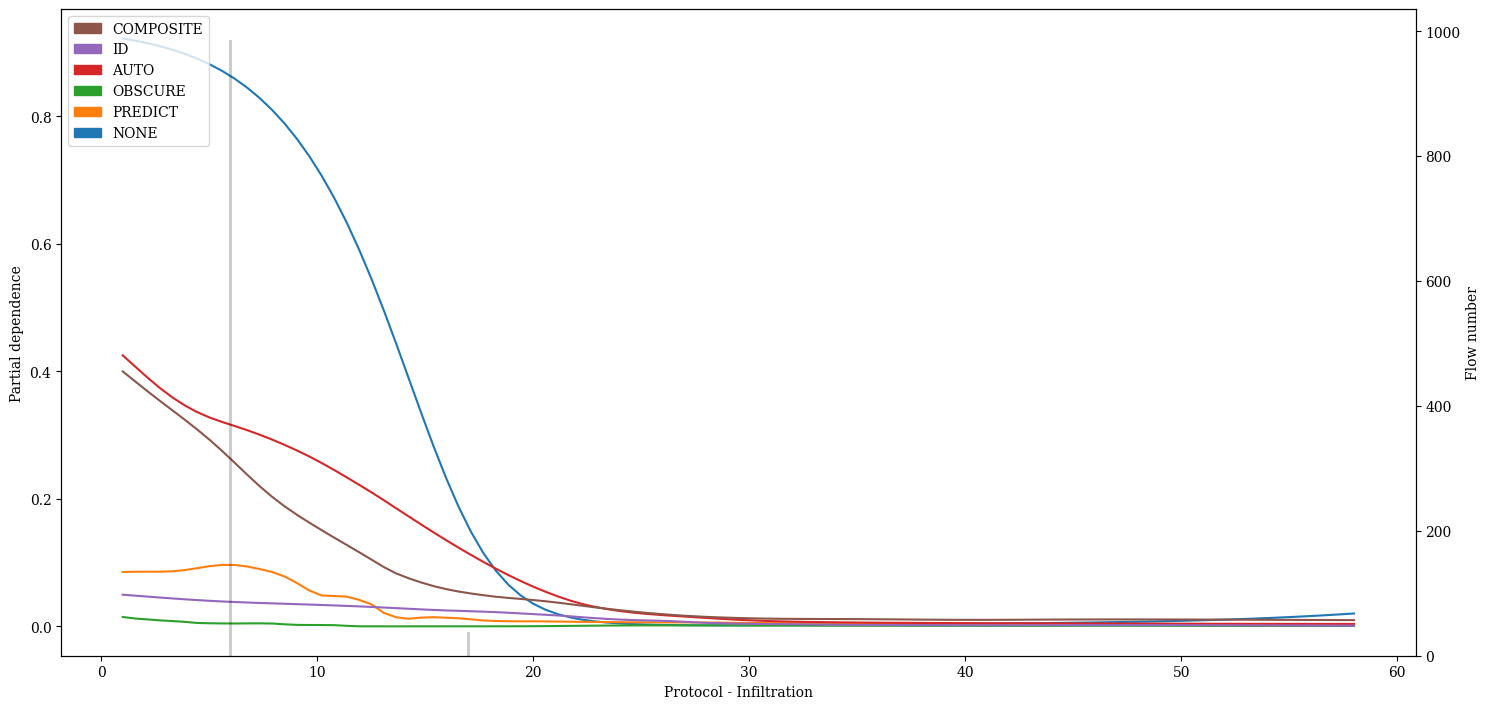 COMPOSITE
ID
AUTO
OBSCURE
PREDICT
NONE
Partial dependence
0.8
0.6
0.4
0.2
0.0
1000
800
600
400
200
0
Flow number
0 10 20 30 40 50 60
Protocol - Infiltration